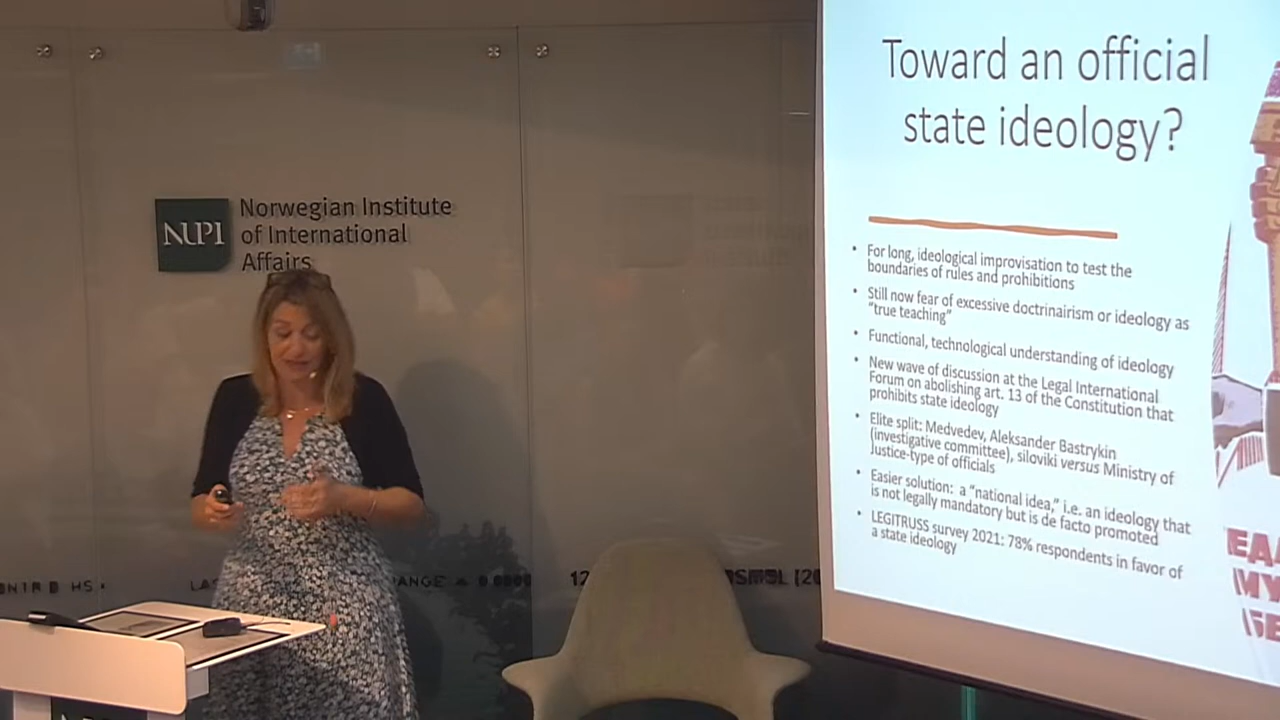 NUPI
Norwegian Institute
of International
Affairs
Toward an official
state ideology?
• For long, ideological improvisation to test the
boundaries of rules and prohibitions
• Still now fear of excessive doctrinairism or ideology as
"true teaching"
• Functional, technological understanding of ideology
• New wave of discussion at the Legal International
Forum on abolishing art. 13 of the Constitution that
prohibits state ideology
• Elite split: Medvedev, Aleksander Bastrykin
(investigative committee), siloviki versus Ministry of
Justice-type of officials
• Easier solution: a "national idea," i.e. an ideology that
is not legally mandatory but is de facto promoted
• LEGITRUSS survey 2021: 78% respondents in favor of
a state ideology